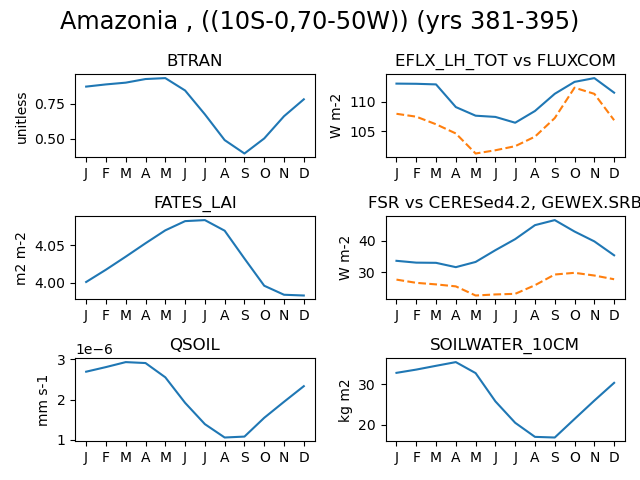 Amazonia , ((10S-0,70-50W)) (yrs 381-395)
BTRAN
unitless
0.75
0.50
J F M A M J J A S O N D
EFLX_LH_TOT vs FLUXCOM
W m-2
110
105
J F M A M J J A S O N D
FATES_LAI
m2 m-2
4.05
4.00
J F M A M J J A S O N D
FSR vs CERESed4.2, GEWEX.SRB
W m-2
40
30
J F M A M J J A S O N D
QSOIL
1e−6
mm s-1
3
2
1
J F M A M J J A S O N D
SOILWATER_10CM
kg m2
30
20
J F M A M J J A S O N D